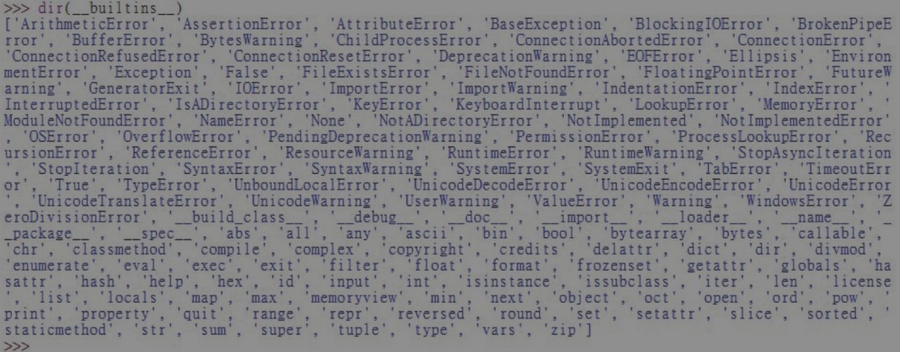 >>> dir(__builtins__)
['ArithmeticError', 'AssertionError', 'AttributeError', 'BaseException', 'BlockingIOError', 'BrokenPipeE
rror', 'BufferError', 'BytesWarning', 'ChildProcessError', 'ConnectionAbortedError', 'ConnectionError',
'ConnectionRefusedError', 'ConnectionResetError', 'DeprecationWarning', 'EOFError', 'Ellipsis', 'Environ
mentError', 'Exception', 'False', 'FileExistsError', 'FileNotFoundError', 'FloatingPointError', 'FutureW
arning', 'GeneratorExit', 'IOError', 'ImportError', 'ImportWarning', 'IndentationError', 'IndexError', '
InterruptedError', 'IsADirectoryError', 'KeyError', 'KeyboardInterrupt', 'LookupError', 'MemoryError', '
ModuleNotFoundError', 'NameError', 'None', 'NotADirectoryError', 'NotImplemented', 'NotImplementedError'
, 'OSError', 'OverflowError', 'PendingDeprecationWarning', 'PermissionError', 'ProcessLookupError', 'Rec
ursionError', 'ReferenceError', 'ResourceWarning', 'RuntimeError', 'RuntimeWarning', 'StopAsyncIteration
', 'StopIteration', 'SyntaxError', 'SyntaxWarning', 'SystemError', 'SystemExit', 'TabError', 'TimeoutErr
or', 'True', 'TypeError', 'UnboundLocalError', 'UnicodeDecodeError', 'UnicodeEncodeError', 'UnicodeError
', 'UnicodeTranslateError', 'UnicodeWarning', 'UserWarning', 'ValueError', 'Warning', 'WindowsError', 'Z
eroDivisionError', '__build_class__', '__debug__', '__doc__', '__import__', '__loader__', '__name__', '_
_package__', '__spec__', 'abs', 'all', 'any', 'ascii', 'bin', 'bool', 'bytearray', 'bytes', 'callable',
'chr', 'classmethod', 'compile', 'complex', 'copyright', 'credits', 'delattr', 'dict', 'dir', 'divmod',
'enumerate', 'eval', 'exec', 'exit', 'filter', 'float', 'format', 'frozenset', 'getattr', 'globals', 'ha
sattr', 'hash', 'help', 'hex', 'id', 'input', 'int', 'isinstance', 'issubclass', 'iter', 'len', 'license
', 'list', 'locals', 'map', 'max', 'memoryview', 'min', 'next', 'object', 'oct', 'open', 'ord', 'pow', '
print', 'property', 'quit', 'range', 'repr', 'reversed', 'round', 'set', 'setattr', 'slice', 'sorted', '
staticmethod', 'str', 'sum', 'super', 'tuple', 'type', 'vars', 'zip']
>>>